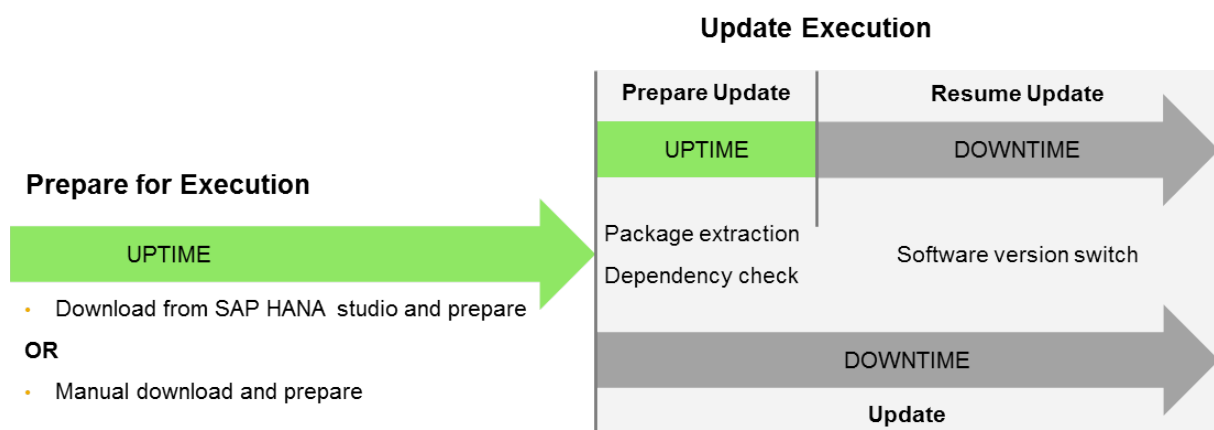 Update Execution
Prepare Update
Resume Update
UPTIME
DOWNTIME
Prepare for Execution
UPTIME
Package extraction
Dependency check
Software version switch
• Download from SAP HANA studio and prepare
OR
• Manual download and prepare
DOWNTIME
Update